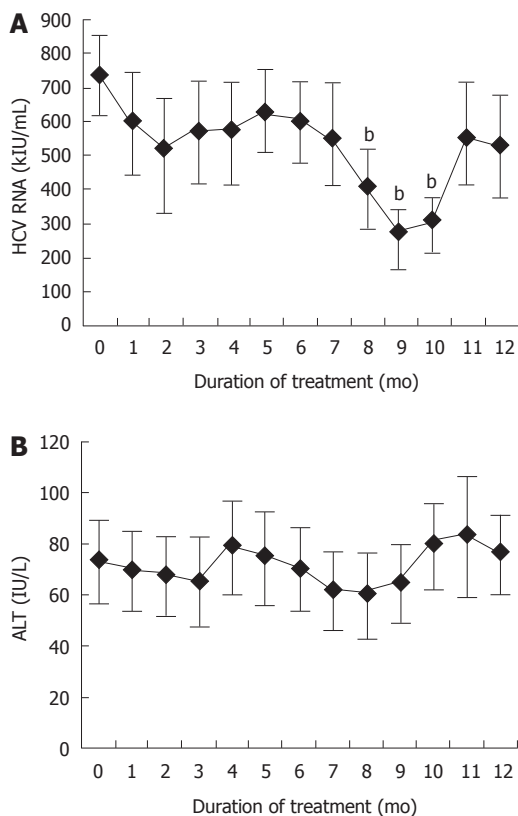 A
HCV RNA (kIU/mL)
900
800
700
600
500
400
300
200
100
0
b
b
b
0 1 2 3 4 5 6 7 8 9 10 11 12
Duration of treatment (mo)
B
ALT (IU/L)
120
100
80
60
40
20
0
0 1 2 3 4 5 6 7 8 9 10 11 12
Duration of treatment (mo)